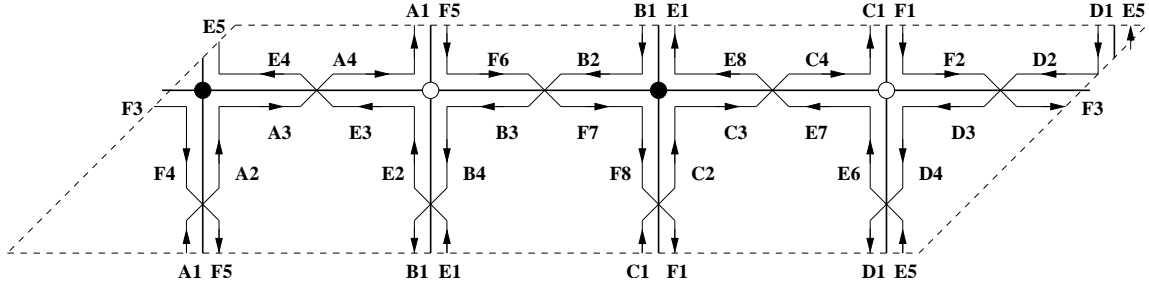 A1 F5 B1 E1 C1 F1 D1 E5
E5
E4 A4 F6 B2 E8 C4 F2 D2
F3 F3
A3 E3 B3 F7 C3 E7 D3
F4 A2 E2 B4 F8 C2 E6 D4
A1 F5 B1 E1 C1 F1 D1 E5